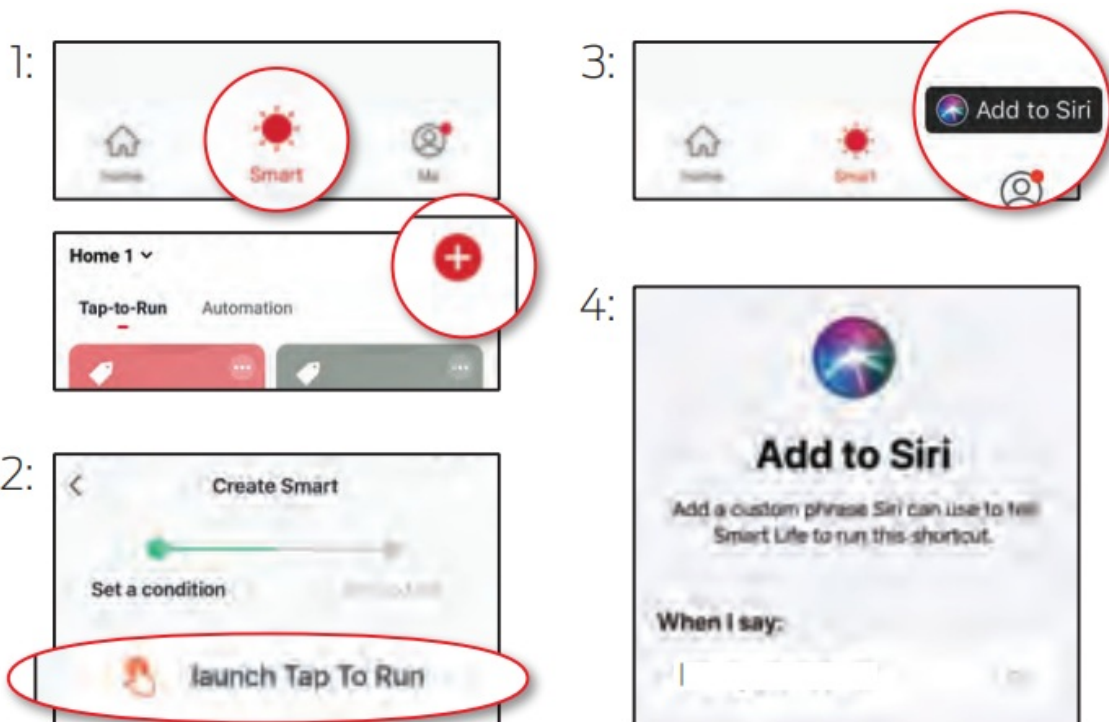 1:
Home
Smart
Me
Home 1
Tap-to-Run
Automation
2:
Create Smart
Set a condition
launch Tap To Run
3:
Home
Smart
Add to Siri
4:
Add to Siri
Add a custom phrase Siri can use to tell
Smart Life to run this shortcut.
When I say: